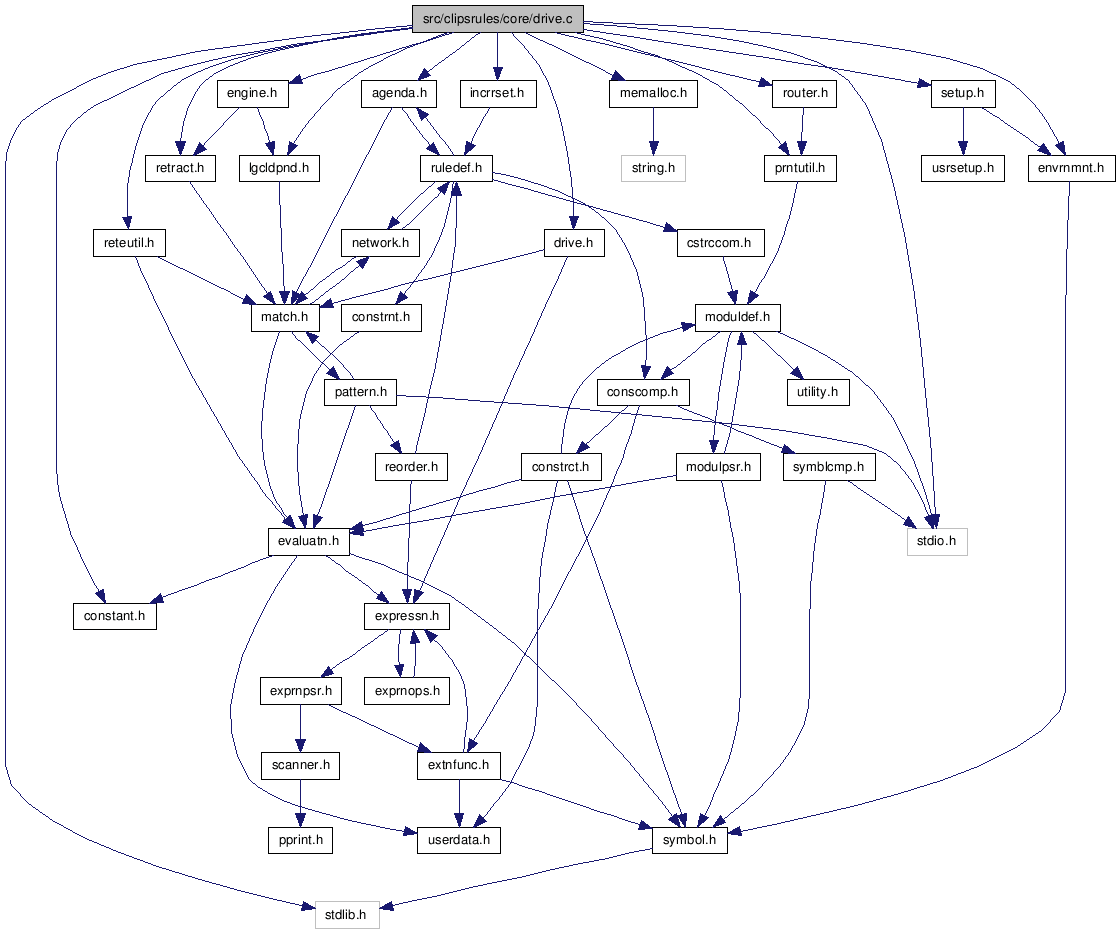 src/clipsrules/core/drive.c
engine.h
agenda.h
incrrset.h
memalloc.h
router.h
setup.h
retract.h
lgcldpnd.h
ruledef.h
string.h
prntutil.h
usrsetup.h
envrnmnt.h
reteutil.h
network.h
drive.h
cstrccom.h
match.h
constrnt.h
moduldef.h
pattern.h
conscomp.h
utility.h
reorder.h
constrct.h
modulpsr.h
symblcmp.h
evaluatn.h
stdio.h
constant.h
expressn.h
exprnpsr.h
exprnops.h
scanner.h
extnfunc.h
pprint.h
userdata.h
symbol.h
stdlib.h